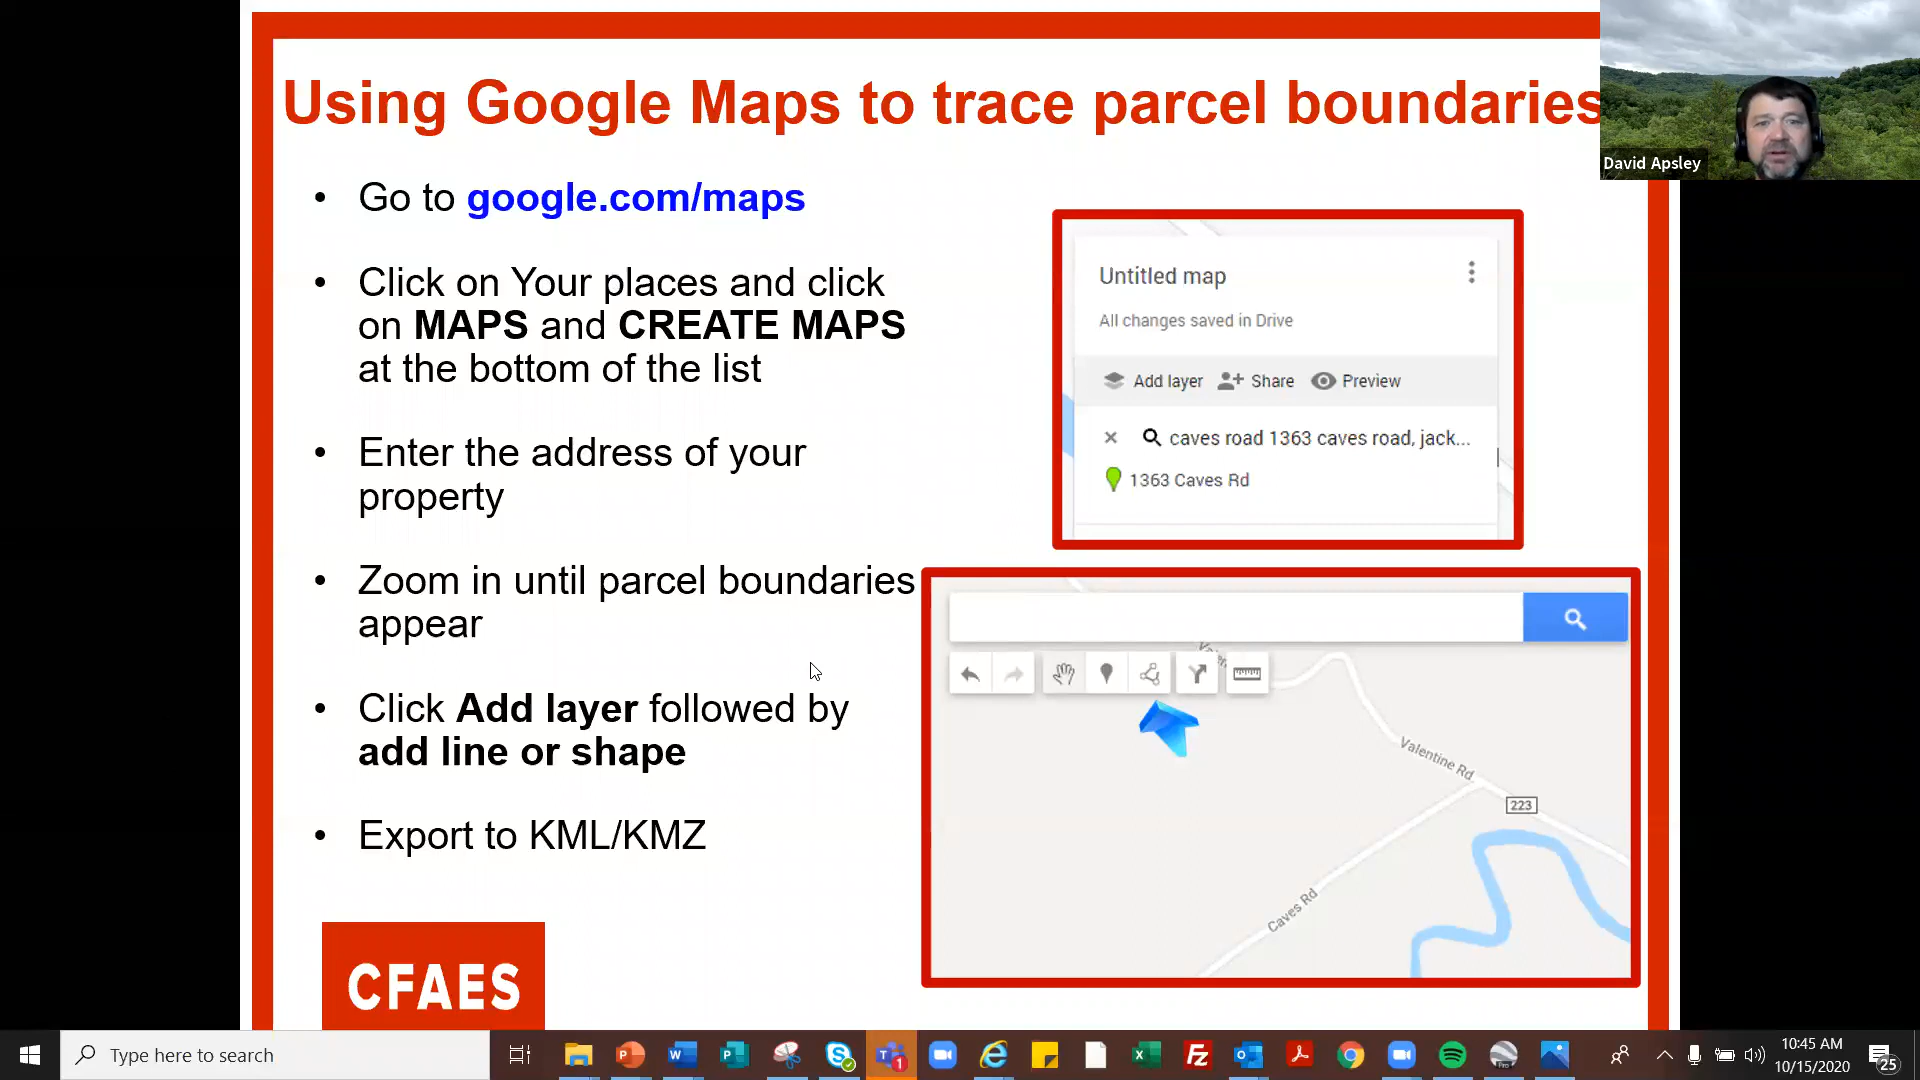 Using Google Maps to trace parcel boundaries
David Apsley
• Go to google.com/maps
• Click on Your places and click
on MAPS and CREATE MAPS
at the bottom of the list
• Enter the address of your
property
• Zoom in until parcel boundaries
appear
• Click Add layer followed by
add line or shape
• Export to KML/KMZ
Untitled map
All changes saved in Drive
Add layer Share Preview
caves road 1363 caves road, jack...
1363 Caves Rd
Valentine Rd
223
Caves Rd
CFAES
Type here to search
10:45 AM
10/15/2020
25